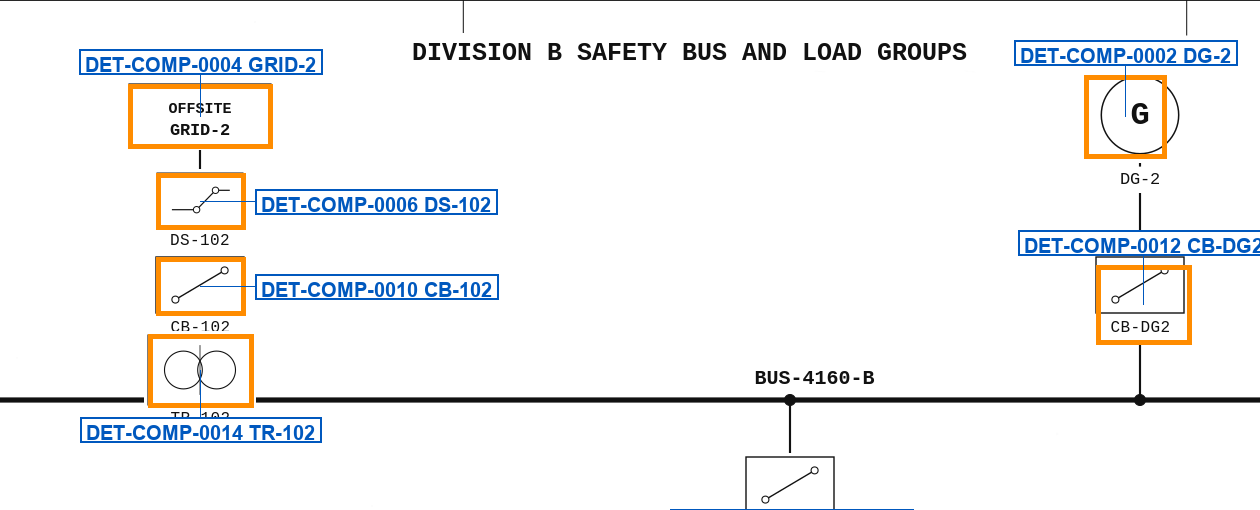 DIVISION B SAFETY BUS AND LOAD GROUPS
DET-COMP-0004 GRID-2
DET-COMP-0002 DG-2
OFFSITE
GRID-2
G
DG-2
DET-COMP-0006 DS-102
DS-102
DET-COMP-0012 CB-DG2
DET-COMP-0010 CB-102
CB-102
CB-DG2
BUS-4160-B
TR-102
DET-COMP-0014 TR-102